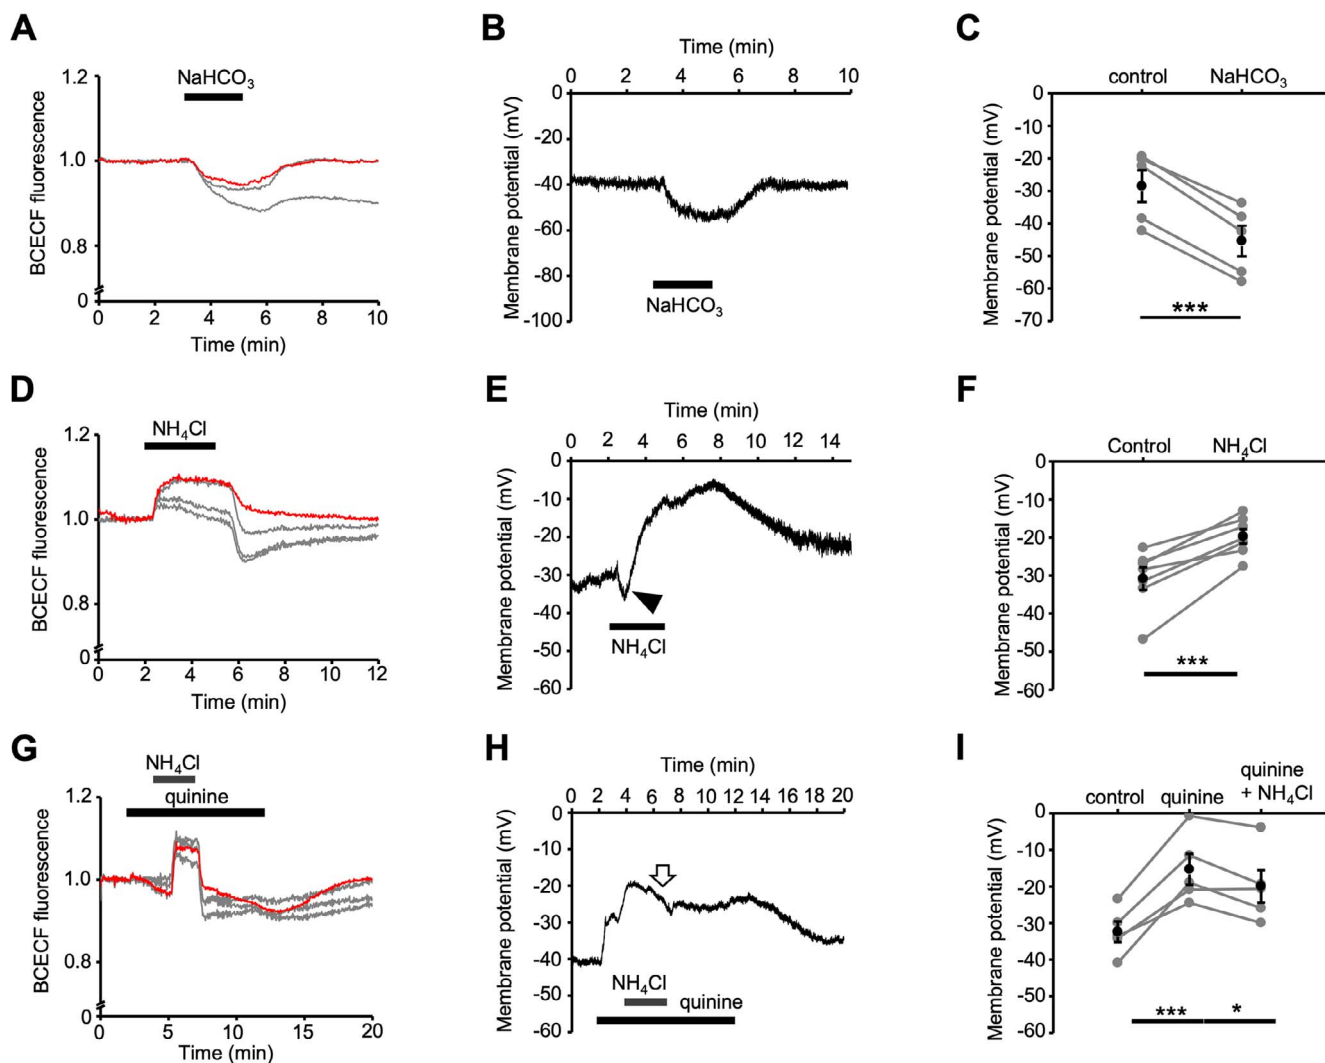 A
1.2
1.0
0.8
0
BCECF fluorescence
NaHCO3
0 2 4 6 8 10
Time (min)
B
Time (min)
0 2 4 6 8 10
0
-20
-40
-60
-80
-100
Membrane potential (mV)
NaHCO3
C
control NaHCO3
0
-10
-20
-30
-40
-50
-60
-70
Membrane potential (mV)
***
D
1.2
1.0
0.8
0
BCECF fluorescence
NH4Cl
0 2 4 6 8 10 12
Time (min)
E
Time (min)
0 2 4 6 8 10 12 14
0
-10
-20
-30
-40
-50
-60
Membrane potential (mV)
NH4Cl
F
Control NH4Cl
0
-10
-20
-30
-40
-50
-60
Membrane potential (mV)
***
G
NH4Cl
quinine
1.2
1.0
0.8
0
BCECF fluorescence
0 5 10 15 20
Time (min)
H
Time (min)
0 2 4 6 8 10 12 14 16 18 20
0
-10
-20
-30
-40
-50
-60
Membrane potential (mV)
NH4Cl
quinine
I
control quinine quinine
+ NH4Cl
0
-10
-20
-30
-40
-50
-60
Membrane potential (mV)
*** *